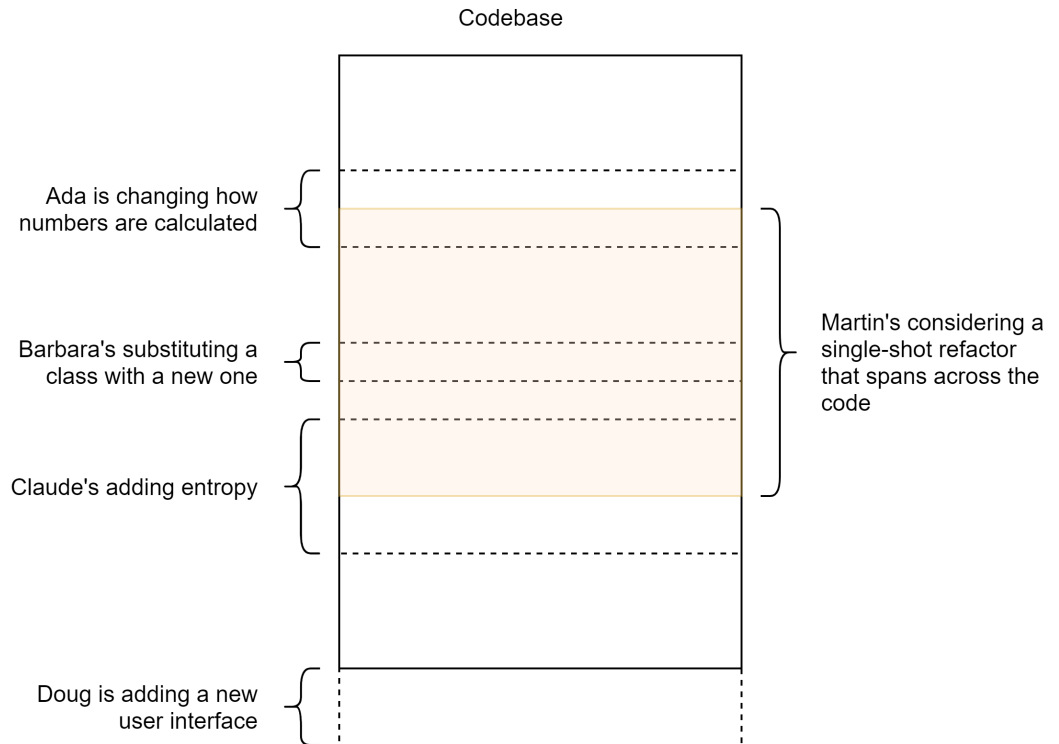 Codebase
Ada is changing how
numbers are calculated
Barbara's substituting a
class with a new one
Claude's adding entropy
Doug is adding a new
user interface
Martin's considering a
single-shot refactor
that spans across the
code